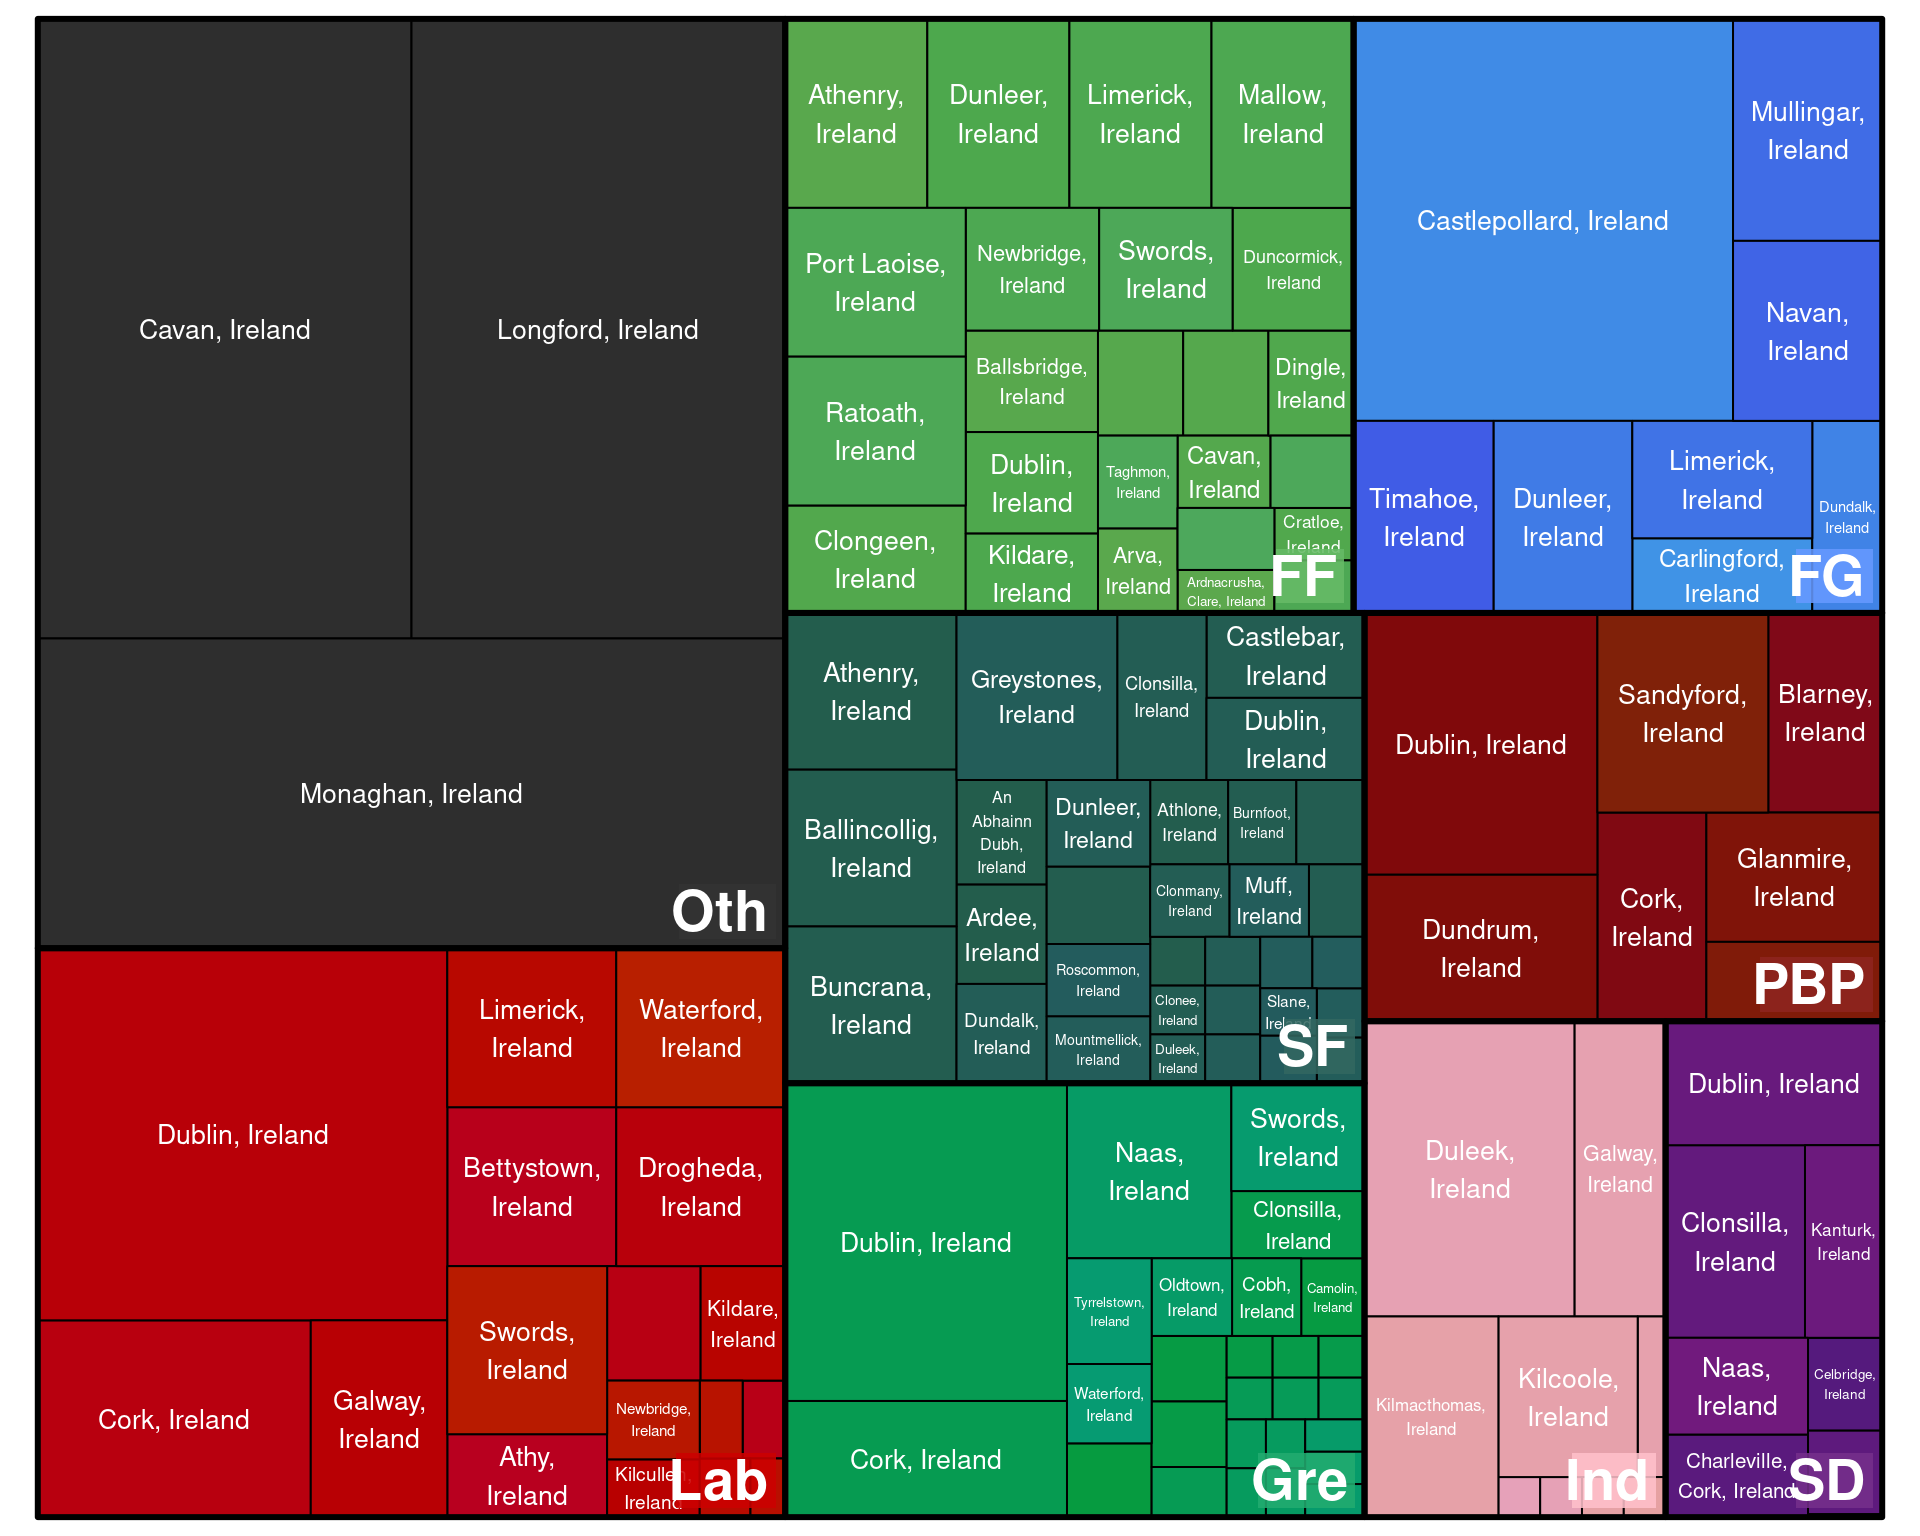 Cavan, Ireland
Longford, Ireland
Monaghan, Ireland
Oth
Athenry,
Ireland
Dunleer,
Ireland
Limerick,
Ireland
Mallow,
Ireland
Port Laoise,
Ireland
Newbridge,
Ireland
Swords,
Ireland
Duncormick,
Ireland
Ratoath,
Ireland
Ballsbridge,
Ireland
Dingle,
Ireland
Dublin,
Ireland
Taghmon,
Ireland
Cavan,
Ireland
Clongeen,
Ireland
Kildare,
Ireland
Arva,
Ireland
Cratloe,
Ireland
Ardnacrusha,
Clare, Ireland
FF
Castlepollard, Ireland
Mullingar,
Ireland
Navan,
Ireland
Timahoe,
Ireland
Dunleer,
Ireland
Limerick,
Ireland
Carlingford,
Ireland
Dundalk,
Ireland
FG
Athenry,
Ireland
Greystones,
Ireland
Clonsilla,
Ireland
Castlebar,
Ireland
Dublin,
Ireland
Ballincollig,
Ireland
An
Abhainn
Dubh,
Ireland
Dunleer,
Ireland
Athlone,
Ireland
Burnfoot,
Ireland
Clonmany,
Ireland
Muff,
Ireland
Ardee,
Ireland
Buncrana,
Ireland
Roscommon,
Ireland
Dundalk,
Ireland
Mountmellick,
Ireland
Clonee,
Ireland
Slane,
Ireland
Duleek,
Ireland
SF
Dublin, Ireland
Sandyford,
Ireland
Blarney,
Ireland
Dundrum,
Ireland
Cork,
Ireland
Glanmire,
Ireland
PBP
Dublin, Ireland
Limerick,
Ireland
Waterford,
Ireland
Bettystown,
Ireland
Drogheda,
Ireland
Swords,
Ireland
Kildare,
Ireland
Cork, Ireland
Galway,
Ireland
Newbridge,
Ireland
Athy,
Ireland
Kilcullen,
Ireland
Lab
Dublin, Ireland
Naas,
Ireland
Swords,
Ireland
Clonsilla,
Ireland
Tyrrelstown,
Ireland
Oldtown,
Ireland
Cobh,
Ireland
Camolin,
Ireland
Waterford,
Ireland
Cork, Ireland
Gre
Duleek,
Ireland
Galway,
Ireland
Kilmacthomas,
Ireland
Kilcoole,
Ireland
Ind
Dublin, Ireland
Clonsilla,
Ireland
Kanturk,
Ireland
Naas,
Ireland
Celbridge,
Ireland
Charleville,
Cork, Ireland
SD